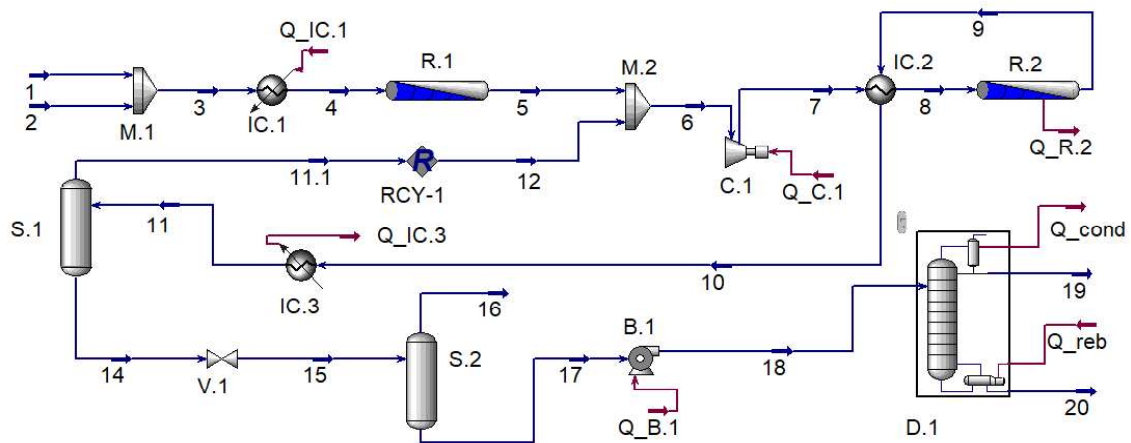 Q_IC.1
R.1
M.2
9
IC.2
R.2
1
2
M.1
3
IC.1
4
5
6
7
8
C.1
Q_C.1
Q_R.2
11.1
R
RCY-1
12
S.1
11
Q_IC.3
IC.3
10
Q_cond
19
16
B.1
18
Q_reb
14
V.1
15
S.2
17
Q_B.1
20
D.1